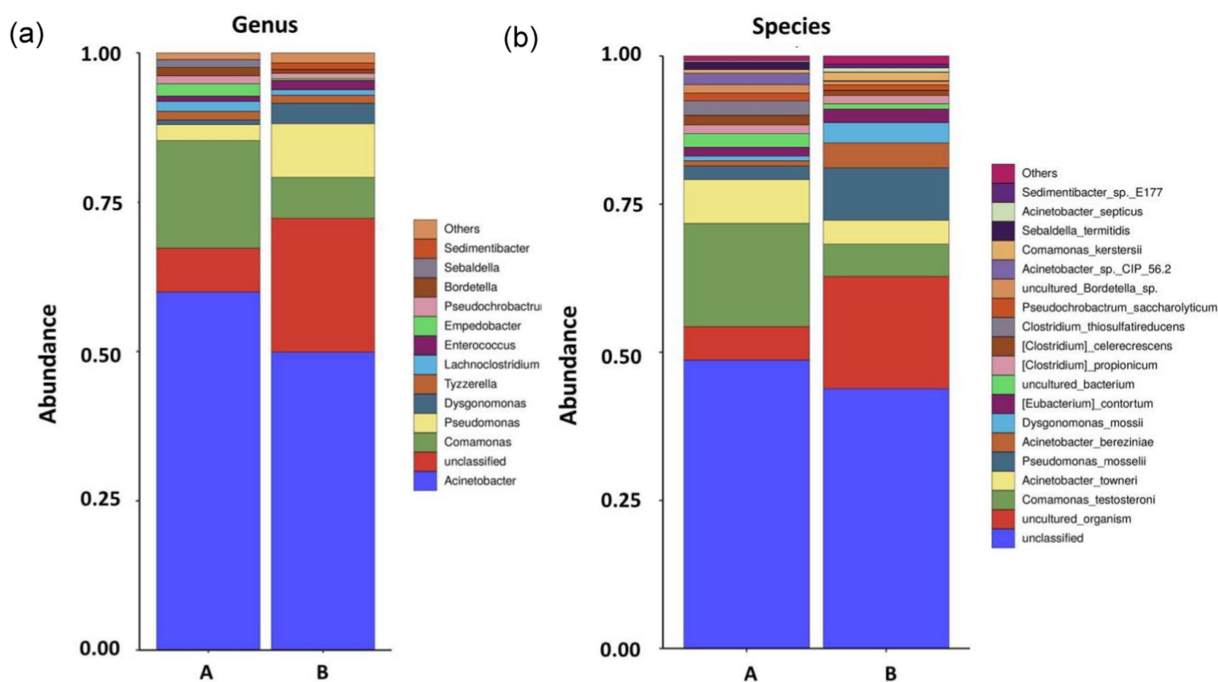 (a)
Genus
Abundance
1.00
0.75
0.50
0.25
0.00
A
B
Others
Sedimentibacter
Sebaldella
Bordetella
Pseudochrobactru
Empedobacter
Enterococcus
Lachnoclostridium
Tyzzerella
Dysgonomonas
Pseudomonas
Comamonas
unclassified
Acinetobacter
(b)
Species
Abundance
1.00
0.75
0.50
0.25
0.00
A
B
Others
Sedimentibacter_sp._E177
Acinetobacter_septicus
Sebaldella_termitidis
Comamonas_kerstersii
Acinetobacter_sp._CIP_56.2
uncultured_Bordetella_sp.
Pseudochrobactrum_saccharolyticum
Clostridium_thiosulfatireducens
[Clostridium]_celerecrescens
[Clostridium]_propionicum
uncultured_bacterium
[Eubacterium]_contortum
Dysgonomonas_mossii
Acinetobacter_bereziniae
Pseudomonas_mosselii
Acinetobacter_towneri
Comamonas_testosteroni
uncultured_organism
unclassified